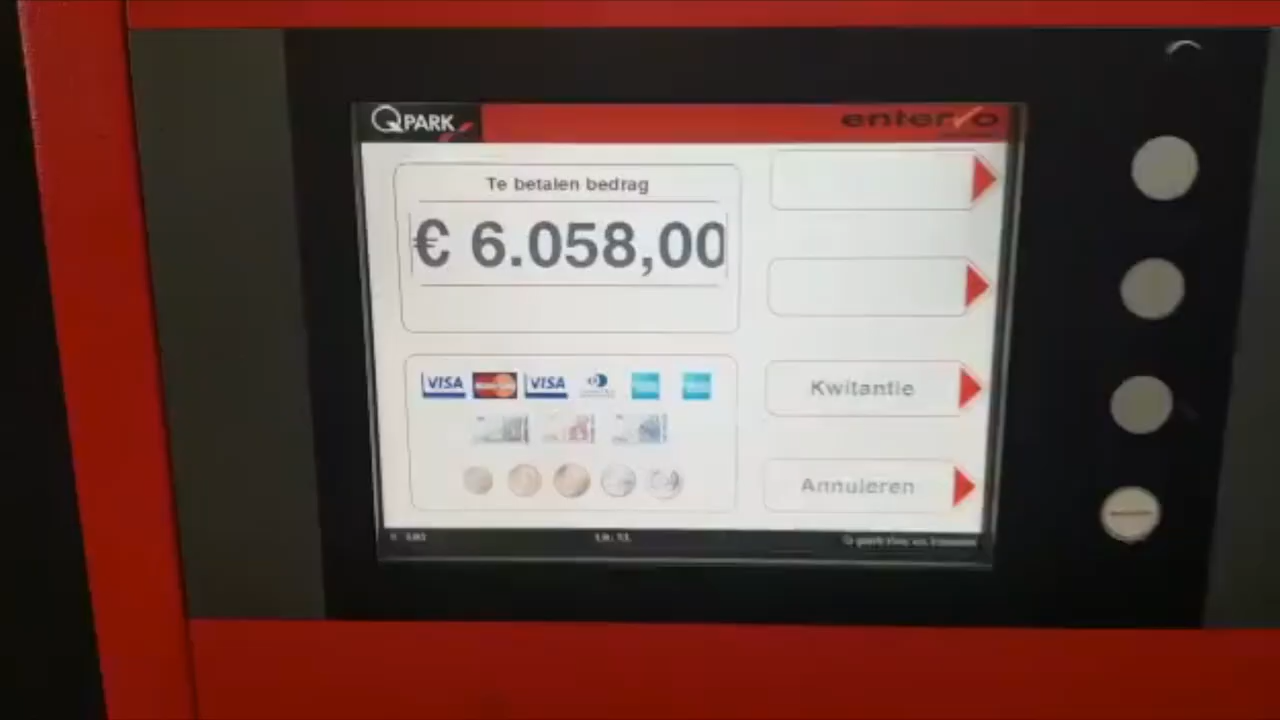 QPARK
entervo
Te betalen bedrag
€ 6.058,00
VISA
VISA
Kwitantie
Annuleren